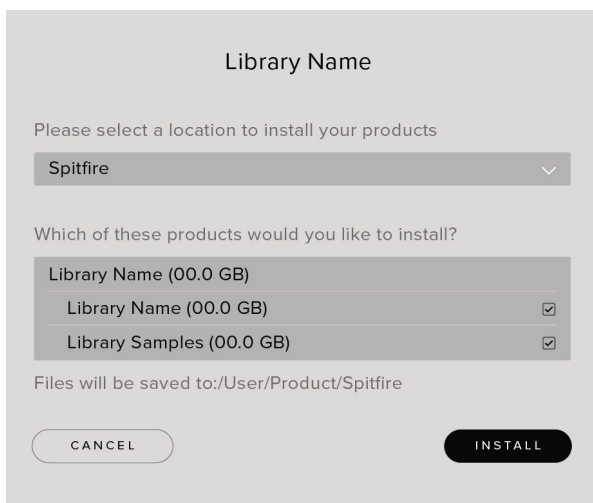 Library Name
Please select a location to install your products
Spitfire
Which of these products would you like to install?
Library Name (00.0 GB)
Library Name (00.0 GB)
Library Samples (00.0 GB)
Files will be saved to:/User/Product/Spitfire
CANCEL
INSTALL